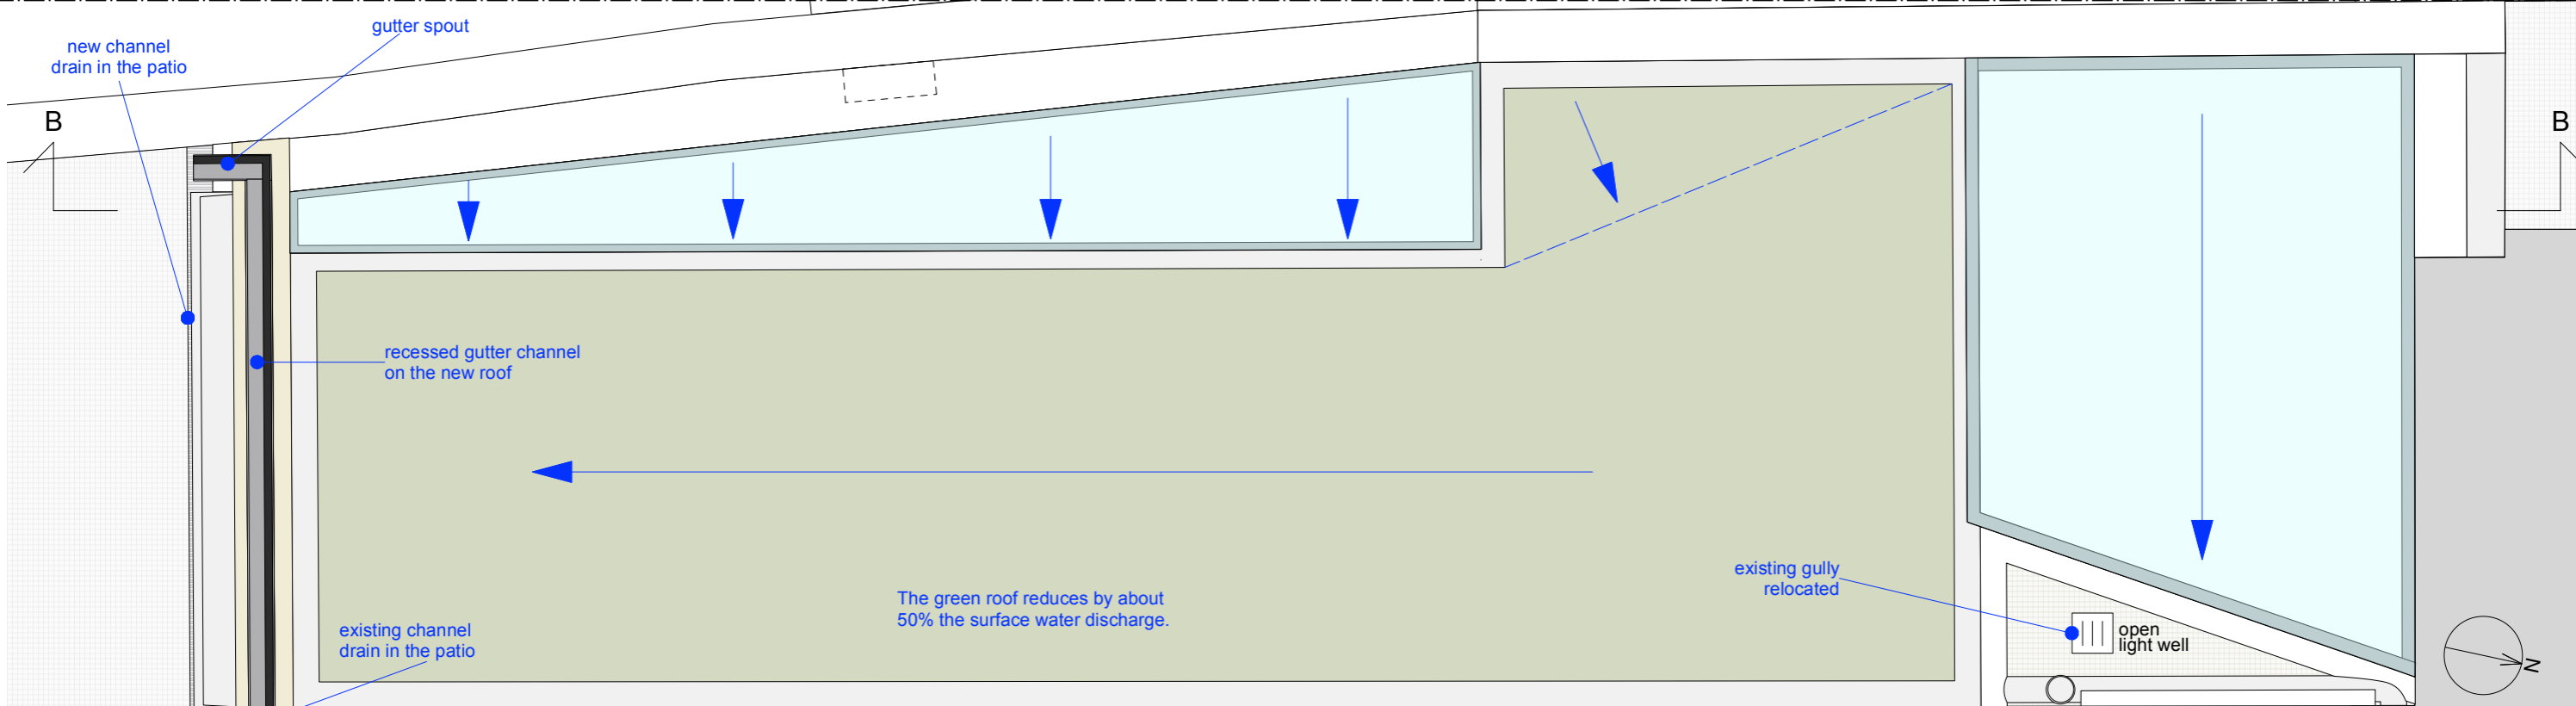 gutter spout
new channel
drain in the patio
B
B
recessed gutter channel
on the new roof
existing gully
relocated
The green roof reduces by about
50% the surface water discharge.
existing channel
drain in the patio
open
light well
N